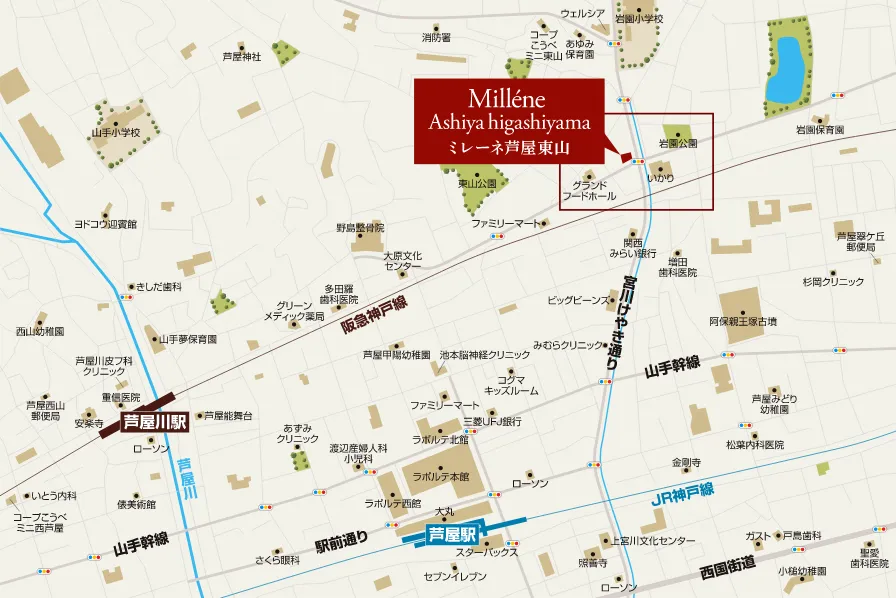 ウェルシア
岩園小学校
消防署
コープ
こうべ
ミニ東山
あゆみ
保育園
芦屋神社
Milléne
Ashiya higashiyama
ミレーネ芦屋東山
山手小学校
岩園公園
岩園保育園
東山公園
グランド
フードホール
いかり
ヨドコウ迎賓館
野島整骨院
ファミリーマート
関西
みらい銀行
芦屋翠ケ丘
郵便局
大原文化
センター
増田
歯科医院
杉岡クリニック
きしだ歯科
多田羅
歯科医院
グリーン
メディック薬局
阪急神戸線
ビッグビーンズ
宮川けやき通り
阿保親王塚古墳
西山幼稚園
山手夢保育園
芦屋甲陽幼稚園
池本脳神経クリニック
みむらクリニック
山手幹線
芦屋川皮フ科
クリニック
コグマ
キッズルーム
芦屋西山
郵便局
重信医院
安楽寺
芦屋川駅
芦屋能舞台
ファミリーマート
三菱UFJ銀行
芦屋みどり
幼稚園
ローソン
あずみ
クリニック
渡辺産婦人科
小児科
ラポルテ北館
松葉内科医院
芦屋川
ラポルテ本館
金剛寺
いとう内科
俵美術館
ラポルテ西館
ローソン
JR神戸線
コープこうべ
ミニ西芦屋
大丸
山手幹線
駅前通り
芦屋駅
スターバックス
上宮川文化センター
ガスト
戸島歯科
さくら眼科
セブンイレブン
照善寺
ローソン
西国街道
小槌幼稚園
聖愛
歯科医院